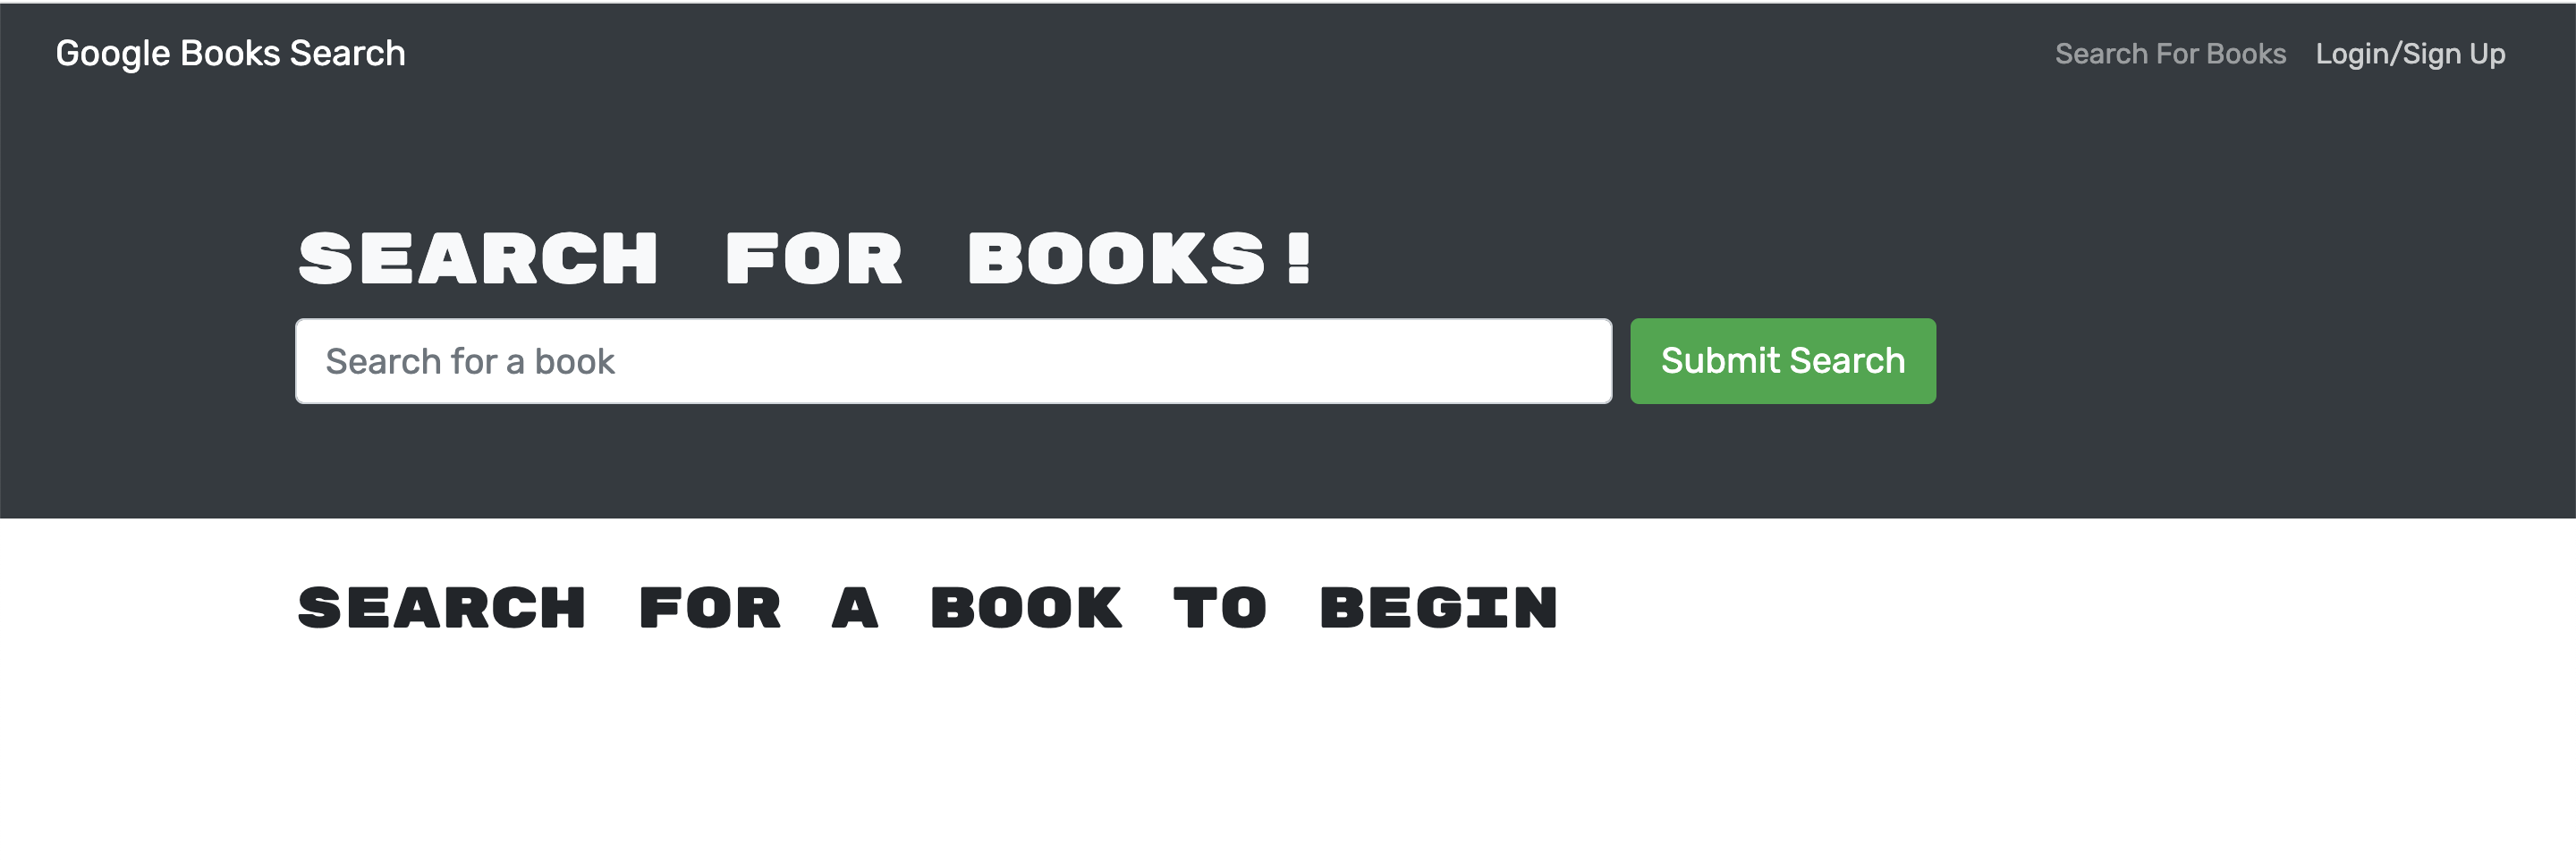 Google Books Search
Search For Books
Login/Sign Up
SEARCH FOR BOOKS!
Search for a book
Submit Search
SEARCH FOR A BOOK TO BEGIN